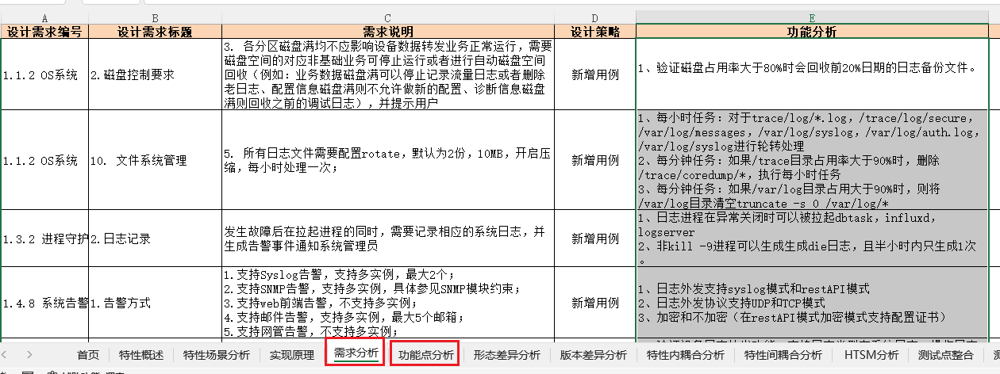 A B C D E
设计需求编号 设计需求标题 需求说明 设计策略 功能分析
1.1.2 OS系统
2.磁盘控制要求
3. 各分区磁盘满均不应影响设备数据转发业务正常运行，需要
磁盘空间的对应非基础业务可停止运行或者进行自动磁盘空间
回收（例如：业务数据磁盘满可以停止记录流量日志或者删除
老日志、配置信息磁盘满则不允许做新的配置、诊断信息磁盘
满则回收之前的调试日志），并提示用户
新增用例
1、验证磁盘占用率大于80%时会回收前20%日期的日志备份文件。
1.1.2 OS系统
10. 文件系统管理
5. 所有日志文件需要配置rotate，默认为2份，10MB，开启压
缩，每小时处理一次；
新增用例
1、每小时任务：对于trace/log/*.log，/trace/log/secure，
/var/log/messages，/var/log/syslog，/var/log/auth.log，
/var/log/syslog进行轮转处理
2、每分钟任务：如果/trace目录占用率大于90%时，删除
/trace/coredump/*，执行每小时任务
3、每分钟任务：如果/var/log目录占用大于90%时，则将
/var/log目录清空truncate -s 0 /var/log/*
1.3.2 进程守护
2.日志记录
发生故障后在拉起进程的同时，需要记录相应的系统日志，并
生成告警事件通知系统管理员
新增用例
1、日志进程在异常关闭时可以被拉起dbtask，influxd，
logserver
2、非kill -9进程可以生成生成die日志，且半小时内只生成1次
。
1.4.8 系统告警
1.告警方式
1.支持Syslog告警，支持多实例，最大2个；
2.支持SNMP告警，支持多实例，具体参见SNMP模块约束；
3.支持web前端告警，不支持多实例；
4.支持邮件告警，支持多实例，最大5个邮箱；
5.支持网管告警，不支持多实例；
新增用例
1、日志外发支持syslog模式和restAPI模式
2、日志外发协议支持UDP和TCP模式
3、加密和不加密（在restAPI模式加密模式支持配置证书）
首页 特性概述 特性场景分析 实现原理 需求分析 功能点分析 形态差异分析 版本差异分析 特性内耦合分析 特性间耦合分析 HTSM分析 测试点整合